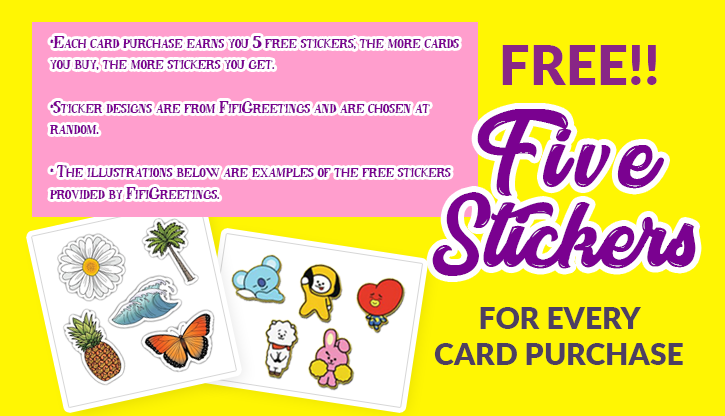 •Each card purchase earns you 5 free stickers, the more cards
you buy, the more stickers you get.
•Sticker designs are from FifiGreetings and are chosen at
random.
• The illustrations below are examples of the free stickers
provided by FifiGreetings.
FREE!!
Five
Stickers
FOR EVERY
CARD PURCHASE